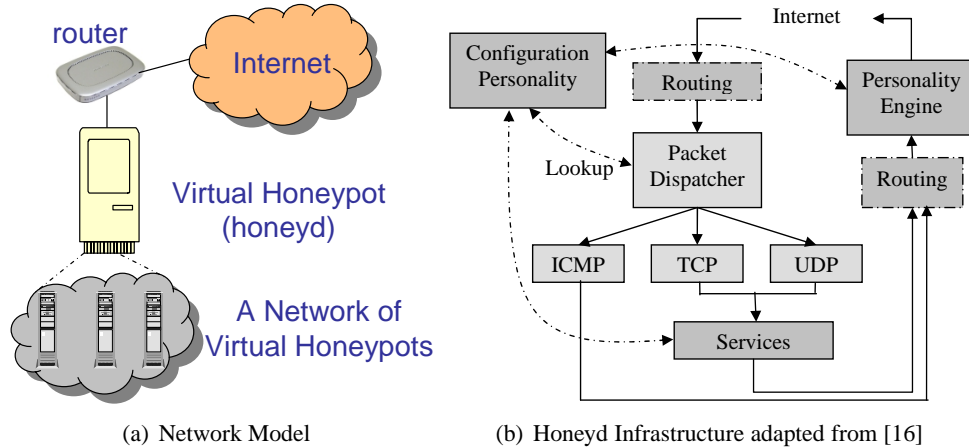 router
Internet
Virtual Honeypot
(honeyd)
A Network of
Virtual Honeypots
(a) Network Model
Internet
Configuration
Personality
Routing
Personality
Engine
Lookup
Packet
Dispatcher
Routing
ICMP
TCP
UDP
Services
(b) Honeyd Infrastructure adapted from [16]